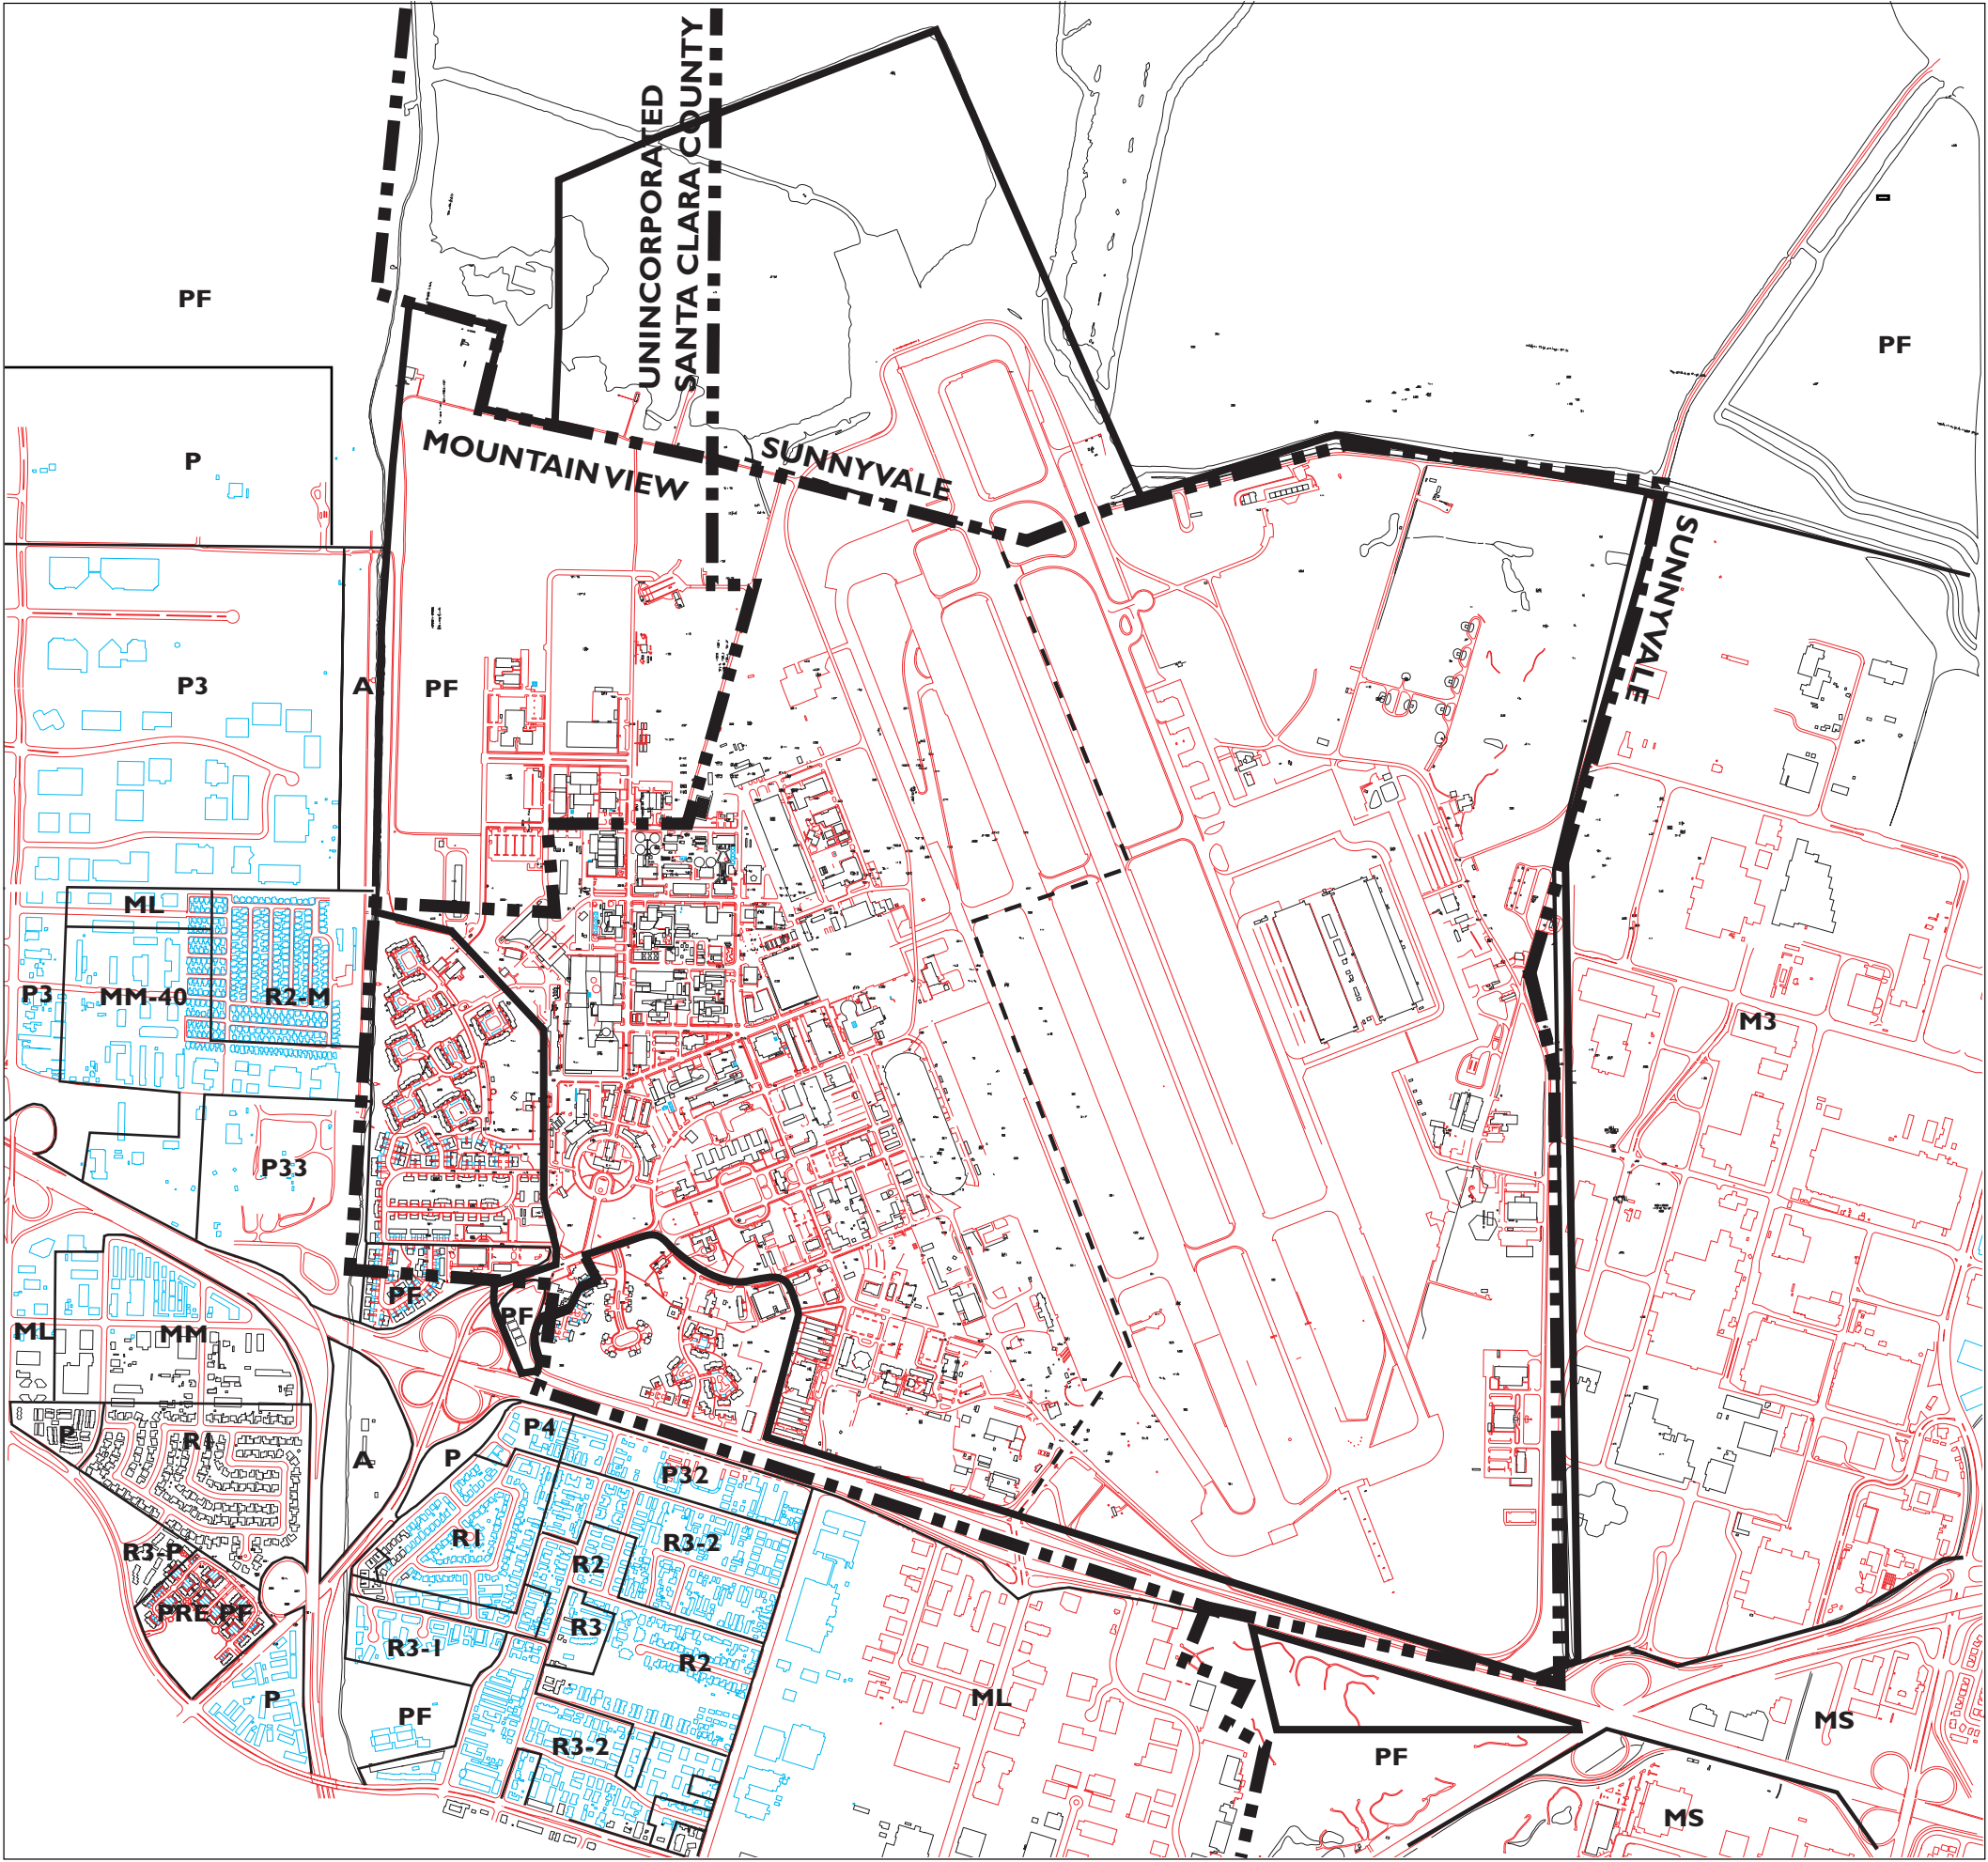 UNINCORPORATED
SANTA CLARA COUNTY
PF
PF
P
MOUNTAIN VIEW
SUNNYVALE
SUNNYVALE
P3
A
PF
ML
P3
MM-40
R2-M
M3
P33
PF
PF
ML
MM
P
R1
A
P
P4
P32
R1
R2
R3-2
R3-P
PRE PF
R3
R3-1
R2
P
PF
R3-2
ML
PF
MS
MS